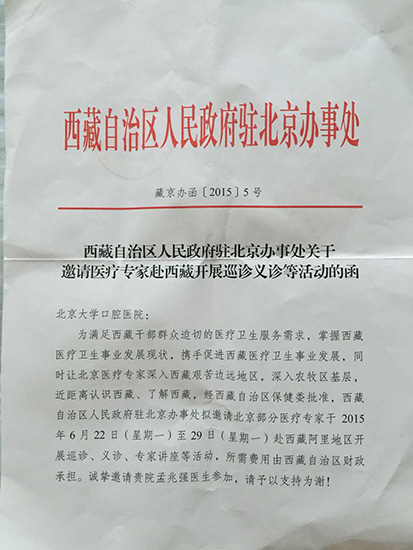 西藏自治区人民政府驻北京办事处
藏京办函〔2015〕5号
西藏自治区人民政府驻北京办事处关于
邀请医疗专家赴西藏开展巡诊义诊等活动的函
北京大学口腔医院：
为满足西藏干部群众迫切的医疗卫生服务需求，掌握西藏
医疗卫生事业发展现状，携手促进西藏医疗卫生事业发展，同
时让北京医疗专家深入西藏艰苦边远地区，深入农牧区基层，
近距离认识西藏、了解西藏，经西藏自治区保健委批准，西藏
自治区人民政府驻北京办事处拟邀请北京部分医疗专家于 2015
年 6 月 22 日（星期一）至 29 日（星期一）赴西藏阿里地区开
展巡诊、义诊、专家讲座等活动，所需费用由西藏自治区财政
承担。诚挚邀请贵院孟兆强医生参加，请予以支持为谢！